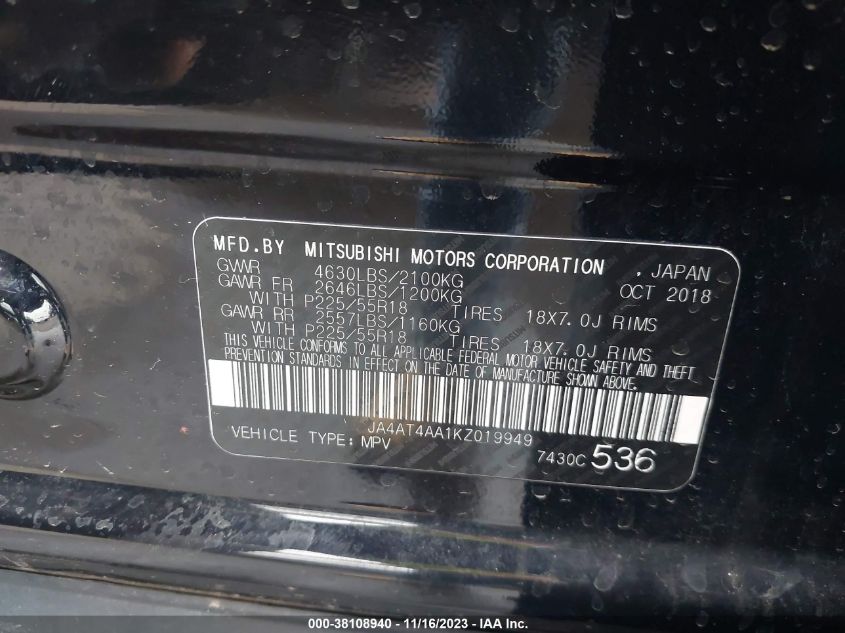 MFD.BY MITSUBISHI MOTORS CORPORATION , JAPAN
GVWR 4630LBS/2100KG OCT 2018
GAWR FR 2646LBS/1200KG
WITH P225/55R18 TIRES 18X7.0J RIMS
GAWR RR 2557LBS/1160KG
WITH P225/55R18 TIRES 18X7.0J RIMS
THIS VEHICLE CONFORMS TO ALL APPLICABLE FEDERAL MOTOR VEHICLE SAFETY AND THEFT
PREVENTION STANDARDS IN EFFECT ON THE DATE OF MANUFACTURE SHOWN ABOVE.
JA4AT4AA1KZ019949
VEHICLE TYPE: MPV 7430C 536
000-38108940 - 11/16/2023 - IAA Inc.